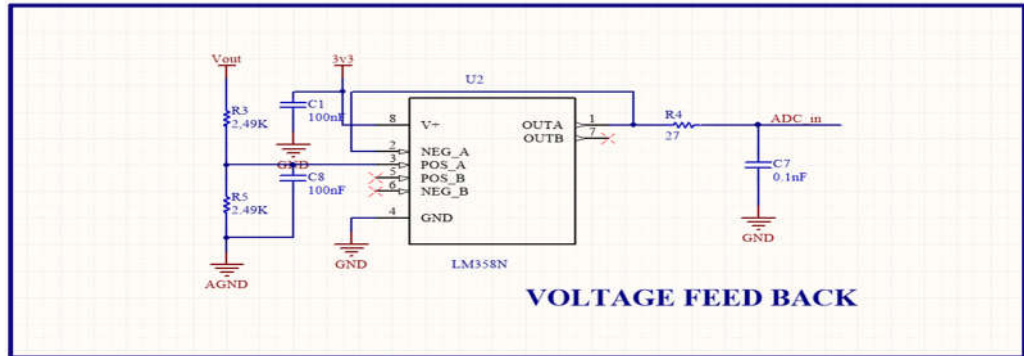 Vout
3v3
U2
R3
2,49K
C1
100nF
GND
8
V+
2
NEG_A
3
POS_A
5
POS_B
6
NEG_B
4
GND
OUTA
1
OUTB
7
R4
27
ADC_in
C8
100nF
R5
2.49K
C7
0.1nF
GND
GND
AGND
LM358N
VOLTAGE FEED BACK